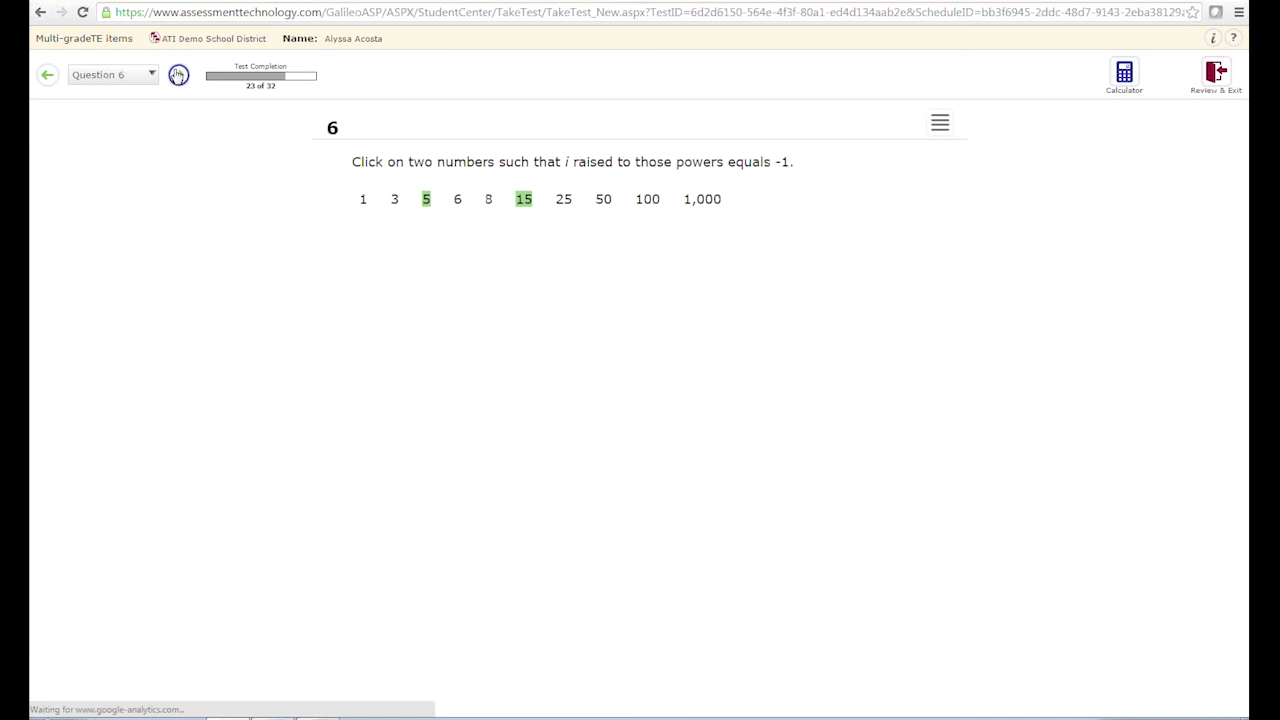 https://www.assessmenttechnology.com/GalileoASP/ASPX/StudentCenter/TakeTest/TakeTest_New.aspx?TestID=6d2d6155-564e-4f3f-80a1-ed4d134aab2e&ScheduleID=bb3f6945-2ddc-48d7-9143-2eba38129a
Multi-gradeTE items ATI Demo School District Name: Alyssa Acosta
Question 6
Test Completion
23 of 32
Calculator
Review & Exit
6
Click on two numbers such that i raised to those powers equals -1.
1 3 5 6 8 15 25 50 100 1,000
Waiting for www.google-analytics.com...